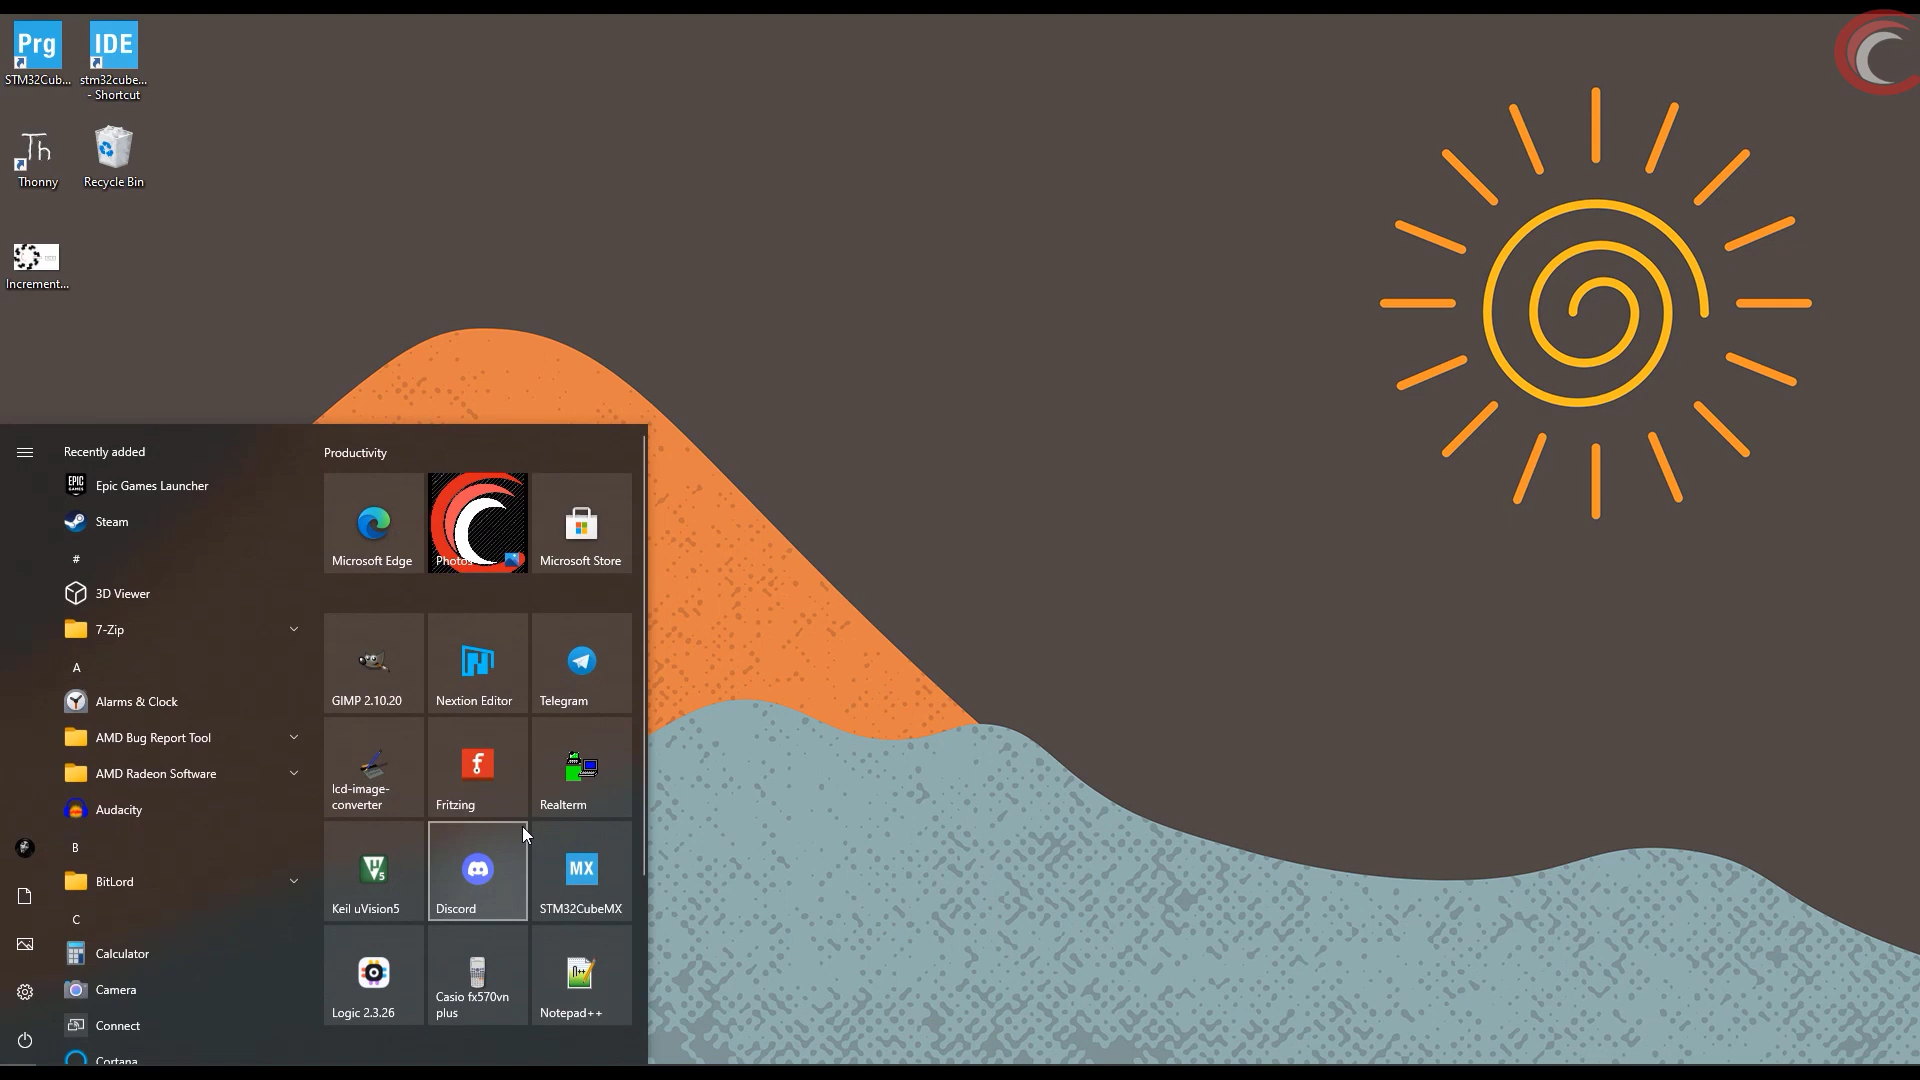 Prg
STM32Cub...
IDE
stm32cube...
- Shortcut
Th
Thonny
Recycle Bin
Increment...
Recently added
EPIC
GAMES
Epic Games Launcher
Steam
#
3D Viewer
7-Zip
A
Alarms & Clock
AMD Bug Report Tool
AMD Radeon Software
Audacity
B
BitLord
C
Calculator
Camera
Connect
Cortana
Productivity
Microsoft Edge
Photos
Microsoft Store
GIMP 2.10.20
Nextion Editor
Telegram
lcd-image-
converter
f
Fritzing
Realterm
Keil uVision5
Discord
MX
STM32CubeMX
Logic 2.3.26
Casio fx570vn
plus
Notepad++